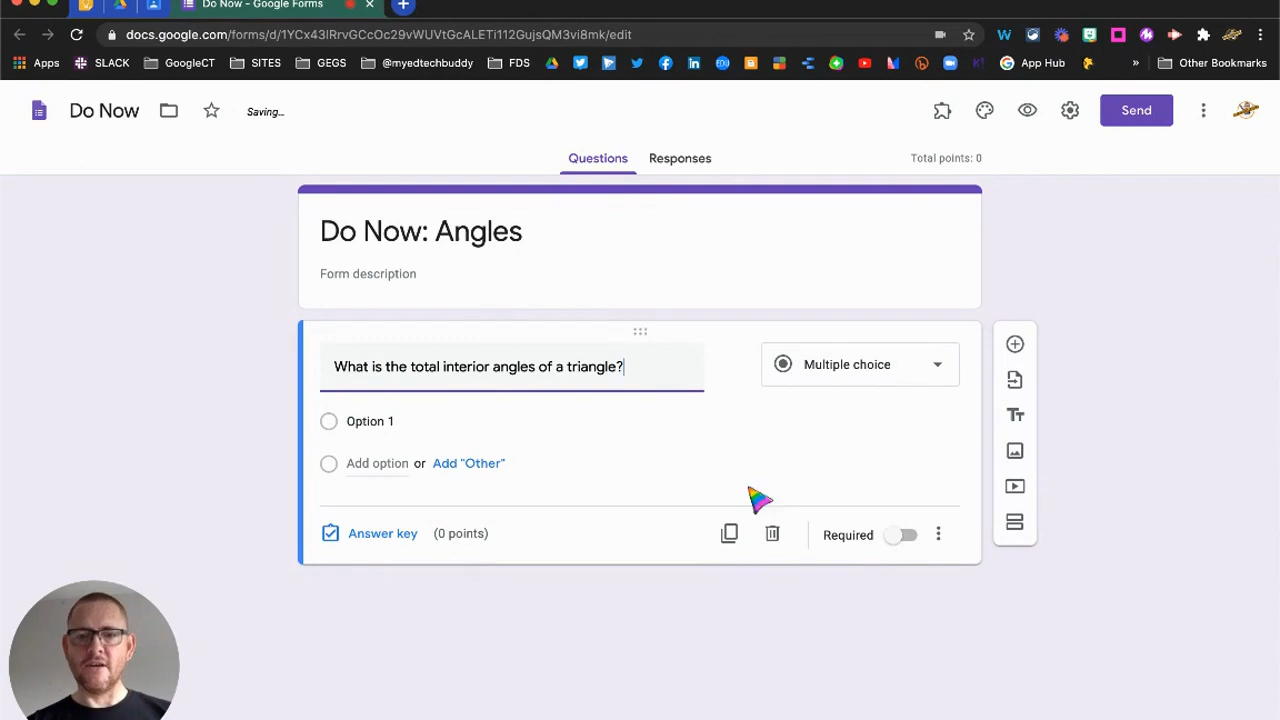 Do Now - Google Forms
docs.google.com/forms/d/1YCx43lRrvGCcOc29vWUVtGcALETi112GujsQM3vi8mk/edit
Apps SLACK GoogleCT SITES GEGS @myedtechbuddy FDS App Hub » Other Bookmarks
Do Now Saving... Send
Questions Responses Total points: 0
Do Now: Angles
Form description
What is the total interior angles of a triangle? Multiple choice
Option 1
Add option or Add "Other"
Answer key (0 points) Required